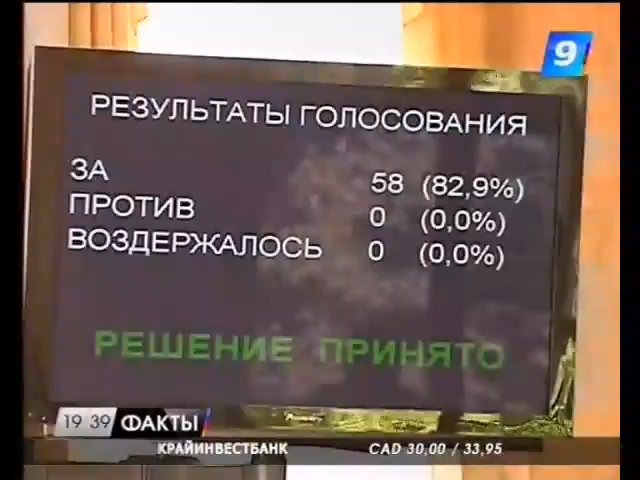 9
РЕЗУЛЬТАТЫ ГОЛОСОВАНИЯ
ЗА 58 (82,9%)
ПРОТИВ 0 (0,0%)
ВОЗДЕРЖАЛОСЬ 0 (0,0%)
РЕШЕНИЕ ПРИНЯТО
19 39 ФАКТЫ
КРАЙИНВЕСТБАНК CAD 30,00 / 33,95